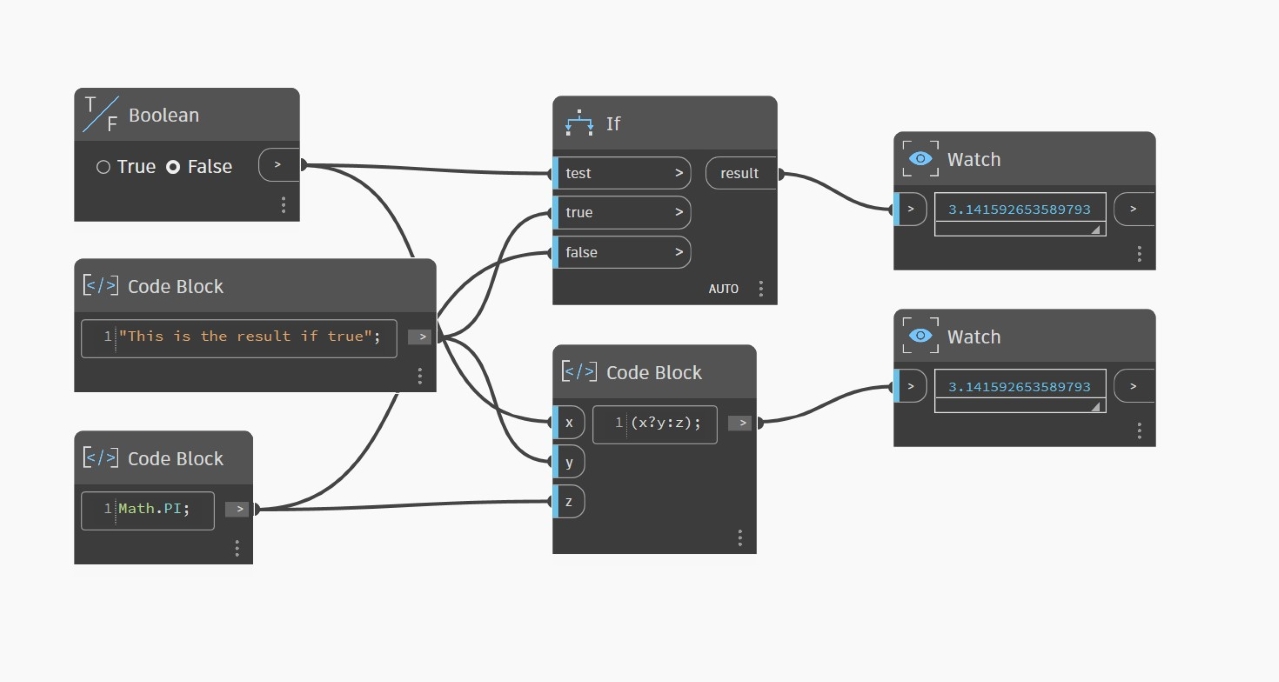 T
F
Boolean
True False
>
Code Block
1 "This is the result if true";
>
Code Block
1 Math.PI;
>
If
test >
result
true >
false >
AUTO
Code Block
x
1 (x?y:z);
>
y
z
Watch
> 3.141592653589793 >
Watch
> 3.141592653589793 >